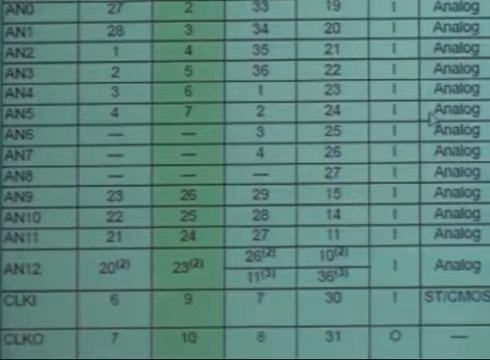 AN0 27 2 33 19 I Analog
AN1 28 3 34 20 I Analog
AN2 1 4 35 21 I Analog
AN3 2 5 36 22 I Analog
AN4 3 6 1 23 I Analog
AN5 4 7 2 24 I Analog
AN6 — — 3 25 I Analog
AN7 — — 4 26 I Analog
AN8 — — — 27 I Analog
AN9 23 26 29 15 I Analog
AN10 22 25 28 14 I Analog
AN11 21 24 27 11 I Analog
AN12 20(2) 23(2) 26(2) 10(2) I Analog
11(3) 36(3)
CLKI 6 9 7 30 I ST/CMOS
CLKO 7 10 8 31 O —